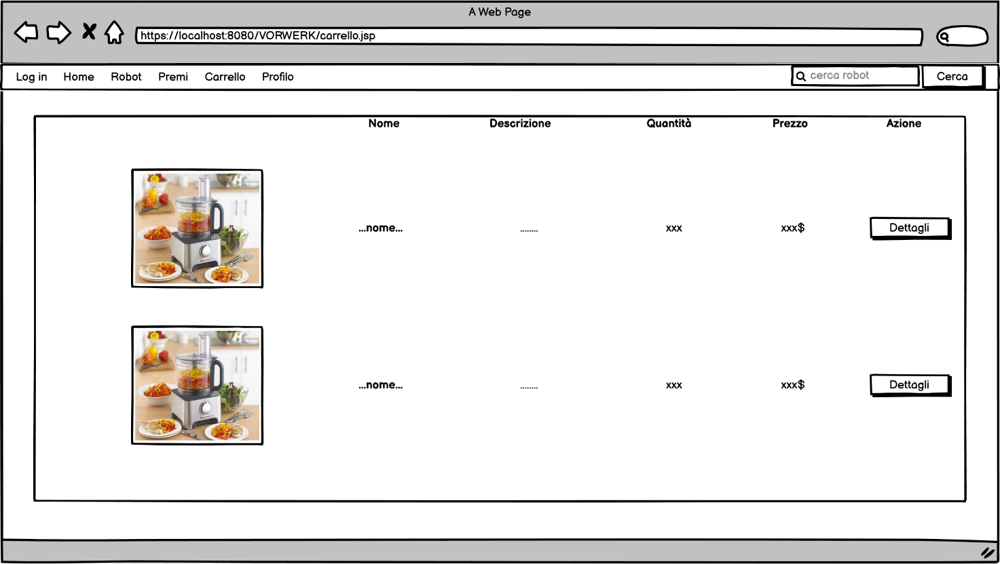 A Web Page
https://localhost:8080/VORWERK/carrello.jsp
Log in Home Robot Premi Carrello Profilo cerca robot Cerca
Nome Descrizione Quantità Prezzo Azione
...nome... ........ xxx xxx$ Dettagli
...nome... ........ xxx xxx$ Dettagli